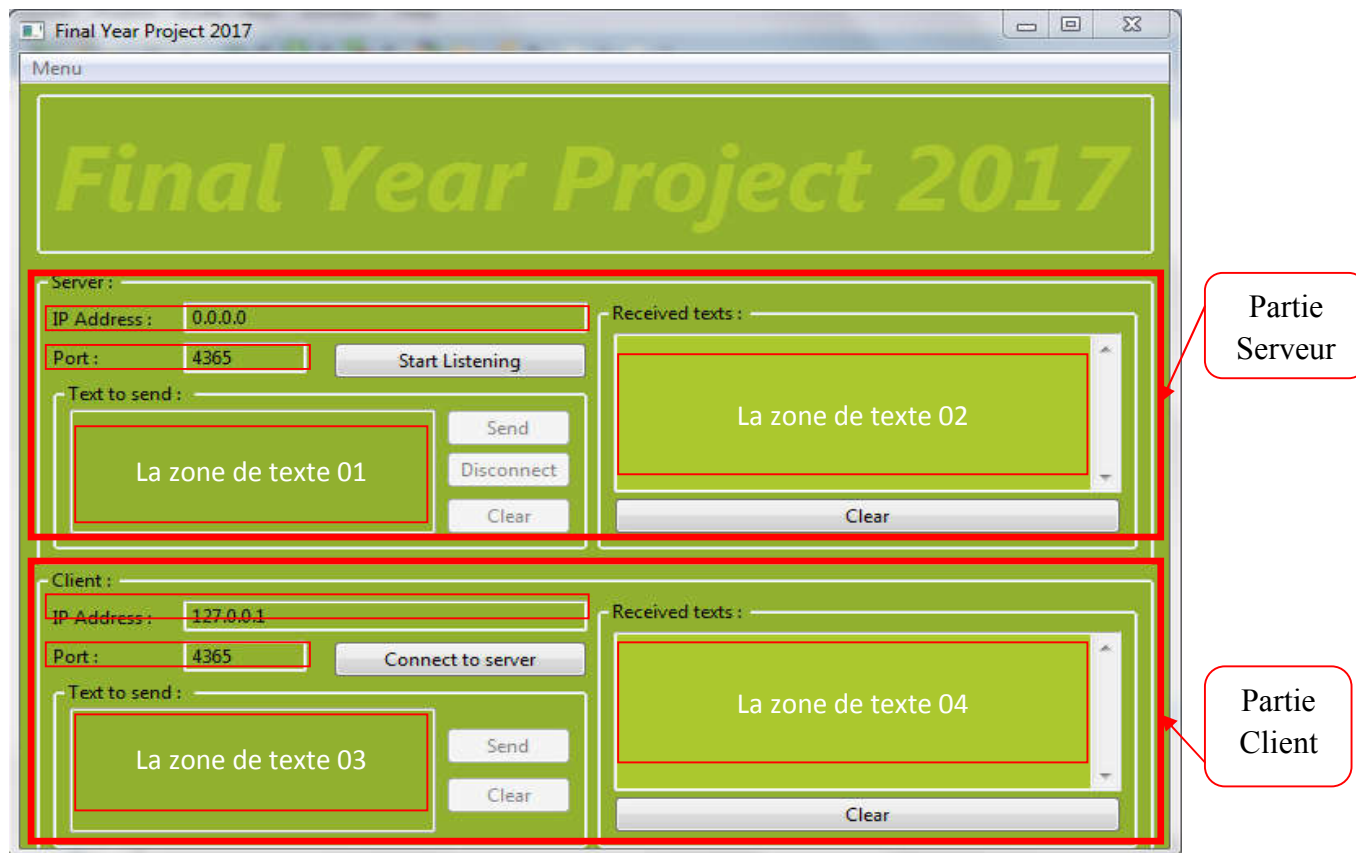 Final Year Project 2017
Menu
Final Year Project 2017
Server :
IP Address :
0.0.0.0
Port :
4365
Start Listening
Text to send :
La zone de texte 01
Send
Disconnect
Clear
Received texts :
La zone de texte 02
Clear
Partie
Serveur
Client :
IP Address :
127.0.0.1
Port :
4365
Connect to server
Text to send :
La zone de texte 03
Send
Clear
Received texts :
La zone de texte 04
Clear
Partie
Client